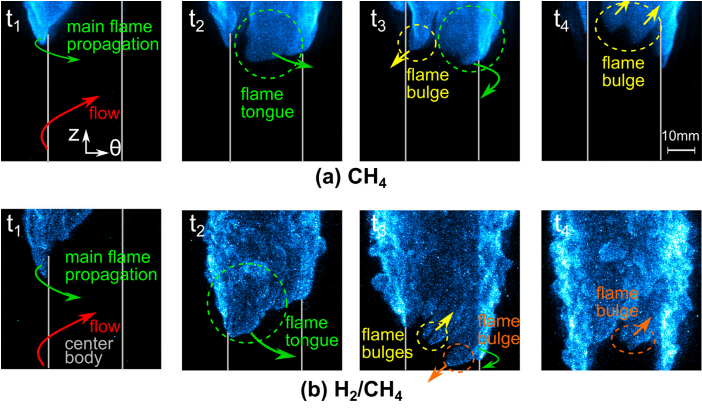 t1
main flame
propagation
flow
z
θ
t2
flame
tongue
t3
flame
bulge
t4
flame
bulge
10mm
(a) CH4
t1
main flame
propagation
flow
center
body
t2
flame
tongue
t3
flame
bulges
flame
bulge
t4
flame
bulge
(b) H2/CH4